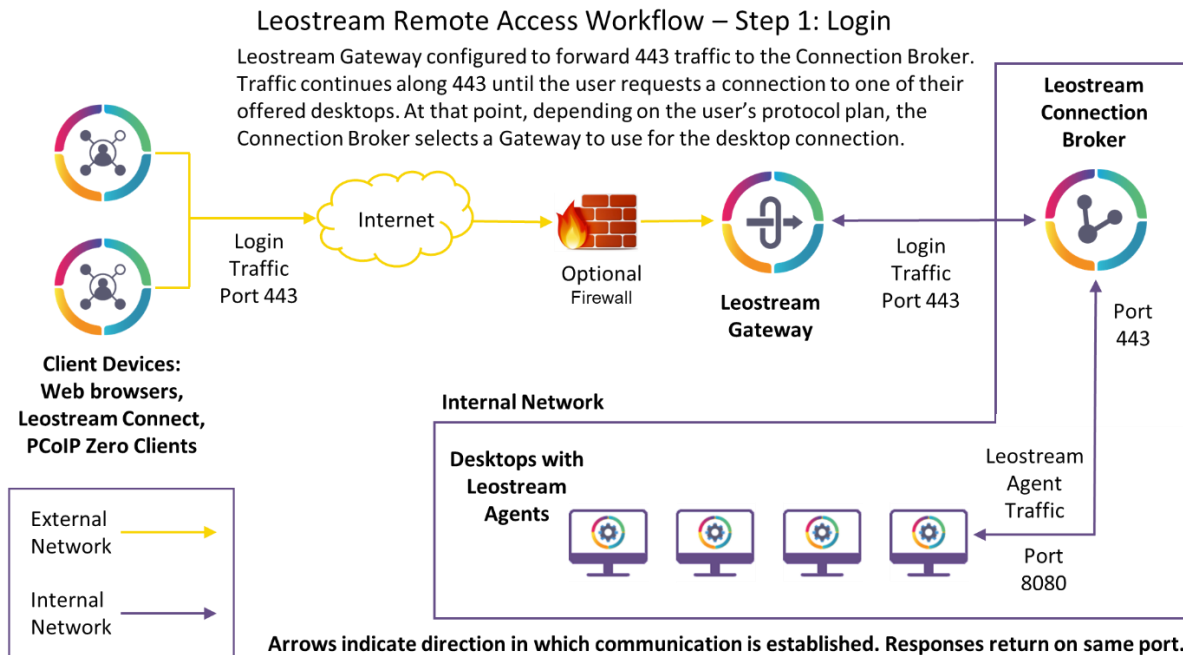 Leostream Remote Access Workflow – Step 1: Login
Leostream Gateway configured to forward 443 traffic to the Connection Broker.
Traffic continues along 443 until the user requests a connection to one of their
offered desktops. At that point, depending on the user's protocol plan, the
Connection Broker selects a Gateway to use for the desktop connection.
Leostream
Connection
Broker
Internet
Login
Traffic
Port 443
Optional
Firewall
Leostream
Gateway
Login
Traffic
Port 443
Port
443
Client Devices:
Web browsers,
Leostream Connect,
PCoIP Zero Clients
Internal Network
Desktops with
Leostream
Agents
Leostream
Agent
Traffic
Port
8080
External
Network
Internal
Network
Arrows indicate direction in which communication is established. Responses return on same port.